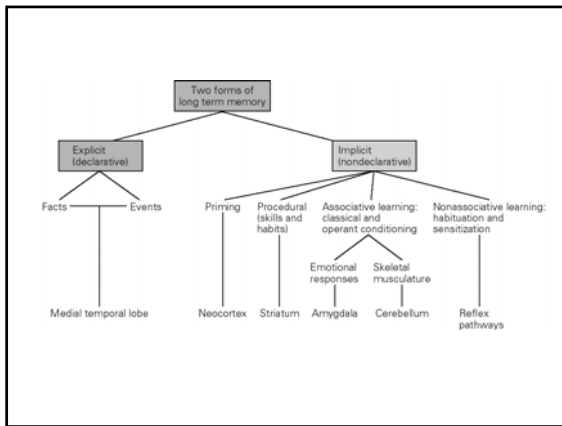 Two forms of
long term memory
Explicit
(declarative)
Implicit
(nondeclarative)
Facts
Events
Priming
Procedural
(skills and
habits)
Associative learning:
classical and
operant conditioning
Nonassociative learning:
habituation and
sensitization
Emotional
responses
Skeletal
musculature
Medial temporal lobe
Neocortex
Striatum
Amygdala
Cerebellum
Reflex
pathways